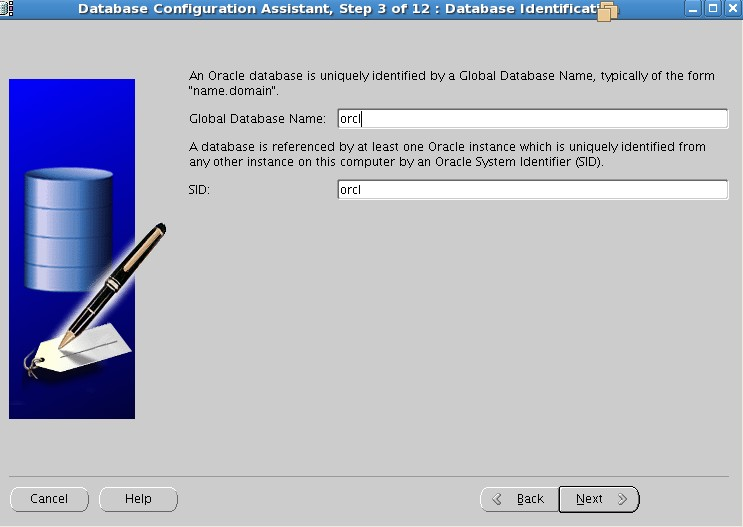 Database Configuration Assistant, Step 3 of 12 : Database
An Oracle database is uniquely identified by a Global Database Name, typically of the form
"name.domain".
Global Database Name: orcl
A database is referenced by at least one Oracle instance which is uniquely identified from
any other instance on this computer by an Oracle System Identifier (SID).
SID: orcl
Cancel Help Back Next